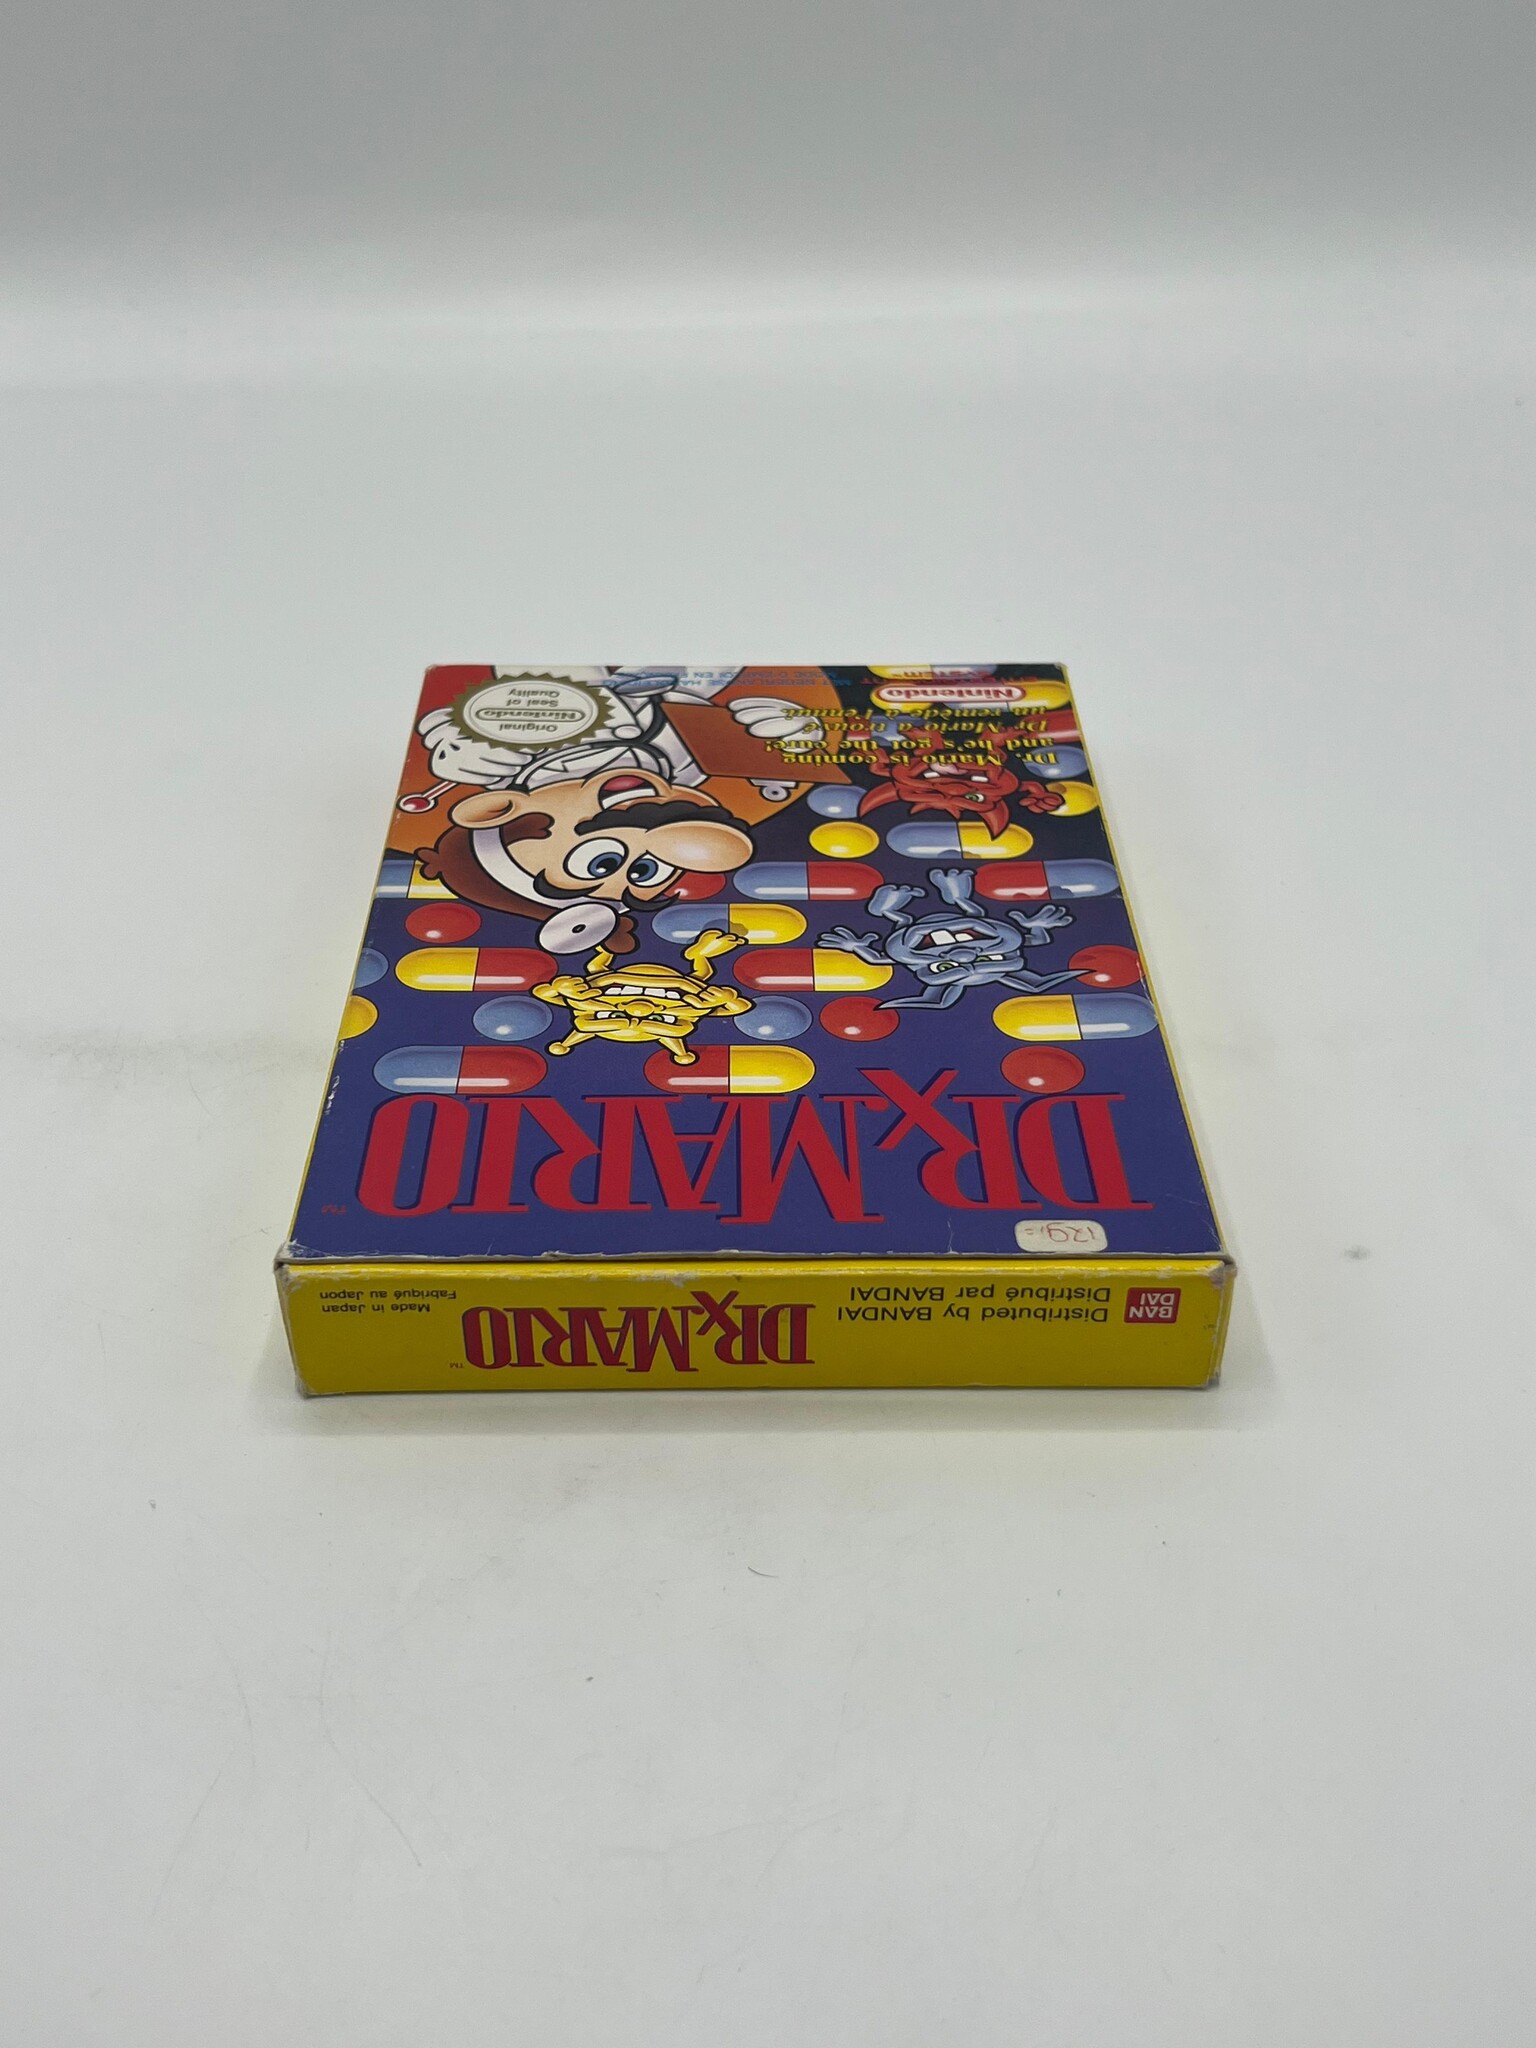 DRx.MARIO
TM
129,=
Dr. Mario is coming
and he's got the cure!
Dr Mario a trouvé
un remède à l'ennui.
Nintendo
Original
Nintendo
Seal of
Quality
BAN
DAI
Distributed by BANDAI
Distribué par BANDAI
DRx.MARIO
TM
Made in Japan
Fabriqué au Japon